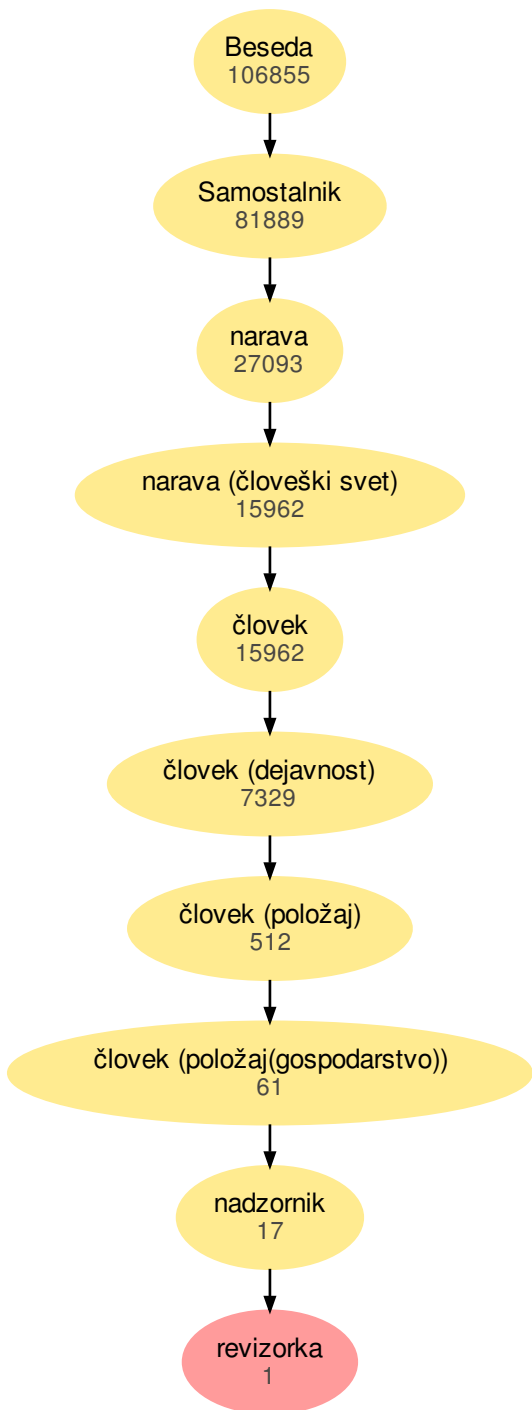 Beseda
106855
Samostalnik
81889
narava
27093
narava (človeški svet)
15962
človek
15962
človek (dejavnost)
7329
človek (položaj)
512
človek (položaj(gospodarstvo))
61
nadzornik
17
revizorka
1